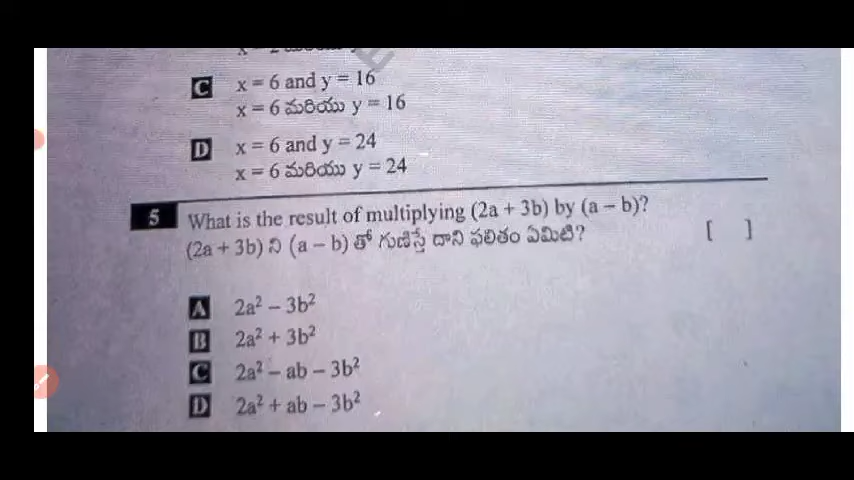 C x = 6 and y = 16
x = 6 మరియు y = 16
D x = 6 and y = 24
x = 6 మరియు y = 24
5 What is the result of multiplying (2a + 3b) by (a – b)?
(2a + 3b) ని (a – b) తో గుణిస్తే దాని ఫలితం ఏమిటి? [ ]
A 2a² – 3b²
B 2a² + 3b²
C 2a² – ab – 3b²
D 2a² + ab – 3b²